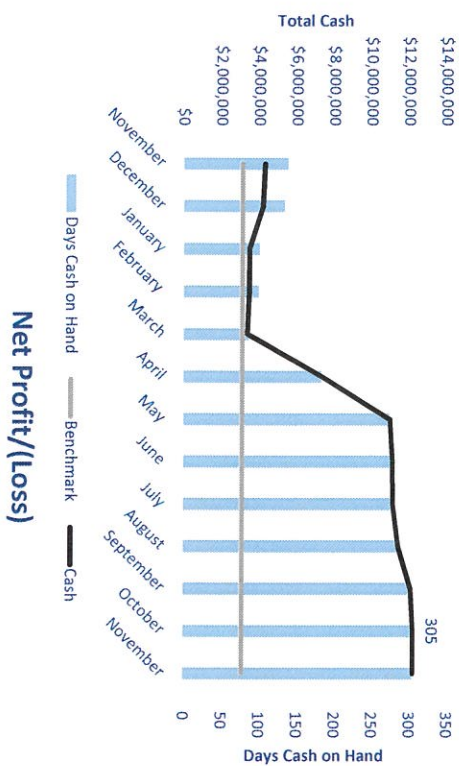 Total Cash
$14,000,000
$12,000,000
$10,000,000
$8,000,000
$6,000,000
$4,000,000
$2,000,000
$0
305
350
300
250
200
150
100
50
0
Days Cash on Hand
November
December
January
February
March
April
May
June
July
August
September
October
November
Days Cash on Hand
Benchmark
Cash
Net Profit/(Loss)